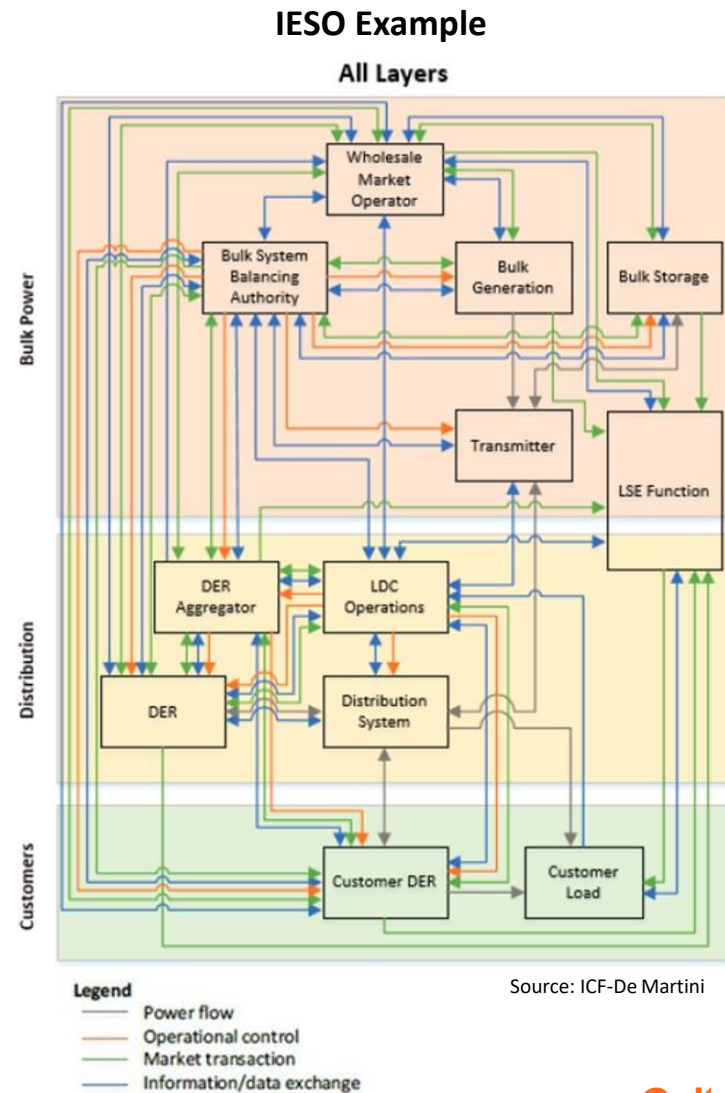 IESO Example
All Layers
Wholesale
Market
Operator
Bulk System
Balancing
Authority
Bulk
Generation
Bulk Storage
Bulk Power
Transmitter
LSE Function
DER
Aggregator
LDC
Operations
Distribution
DER
Distribution
System
Customers
Customer DER
Customer
Load
Source: ICF-De Martini
Legend
Power flow
Operational control
Market transaction
Information/data exchange